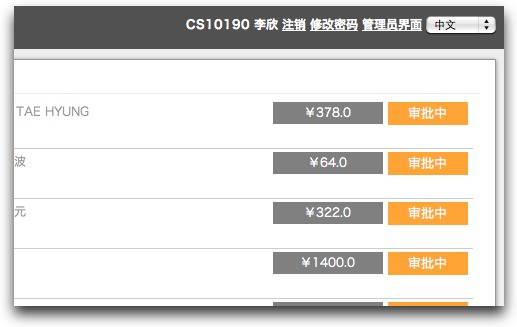 CS10190 李欣 注销 修改密码 管理员界面 中文
TAE HYUNG ￥378.0 审批中
波 ￥64.0 审批中
元 ￥322.0 审批中
￥1400.0 审批中